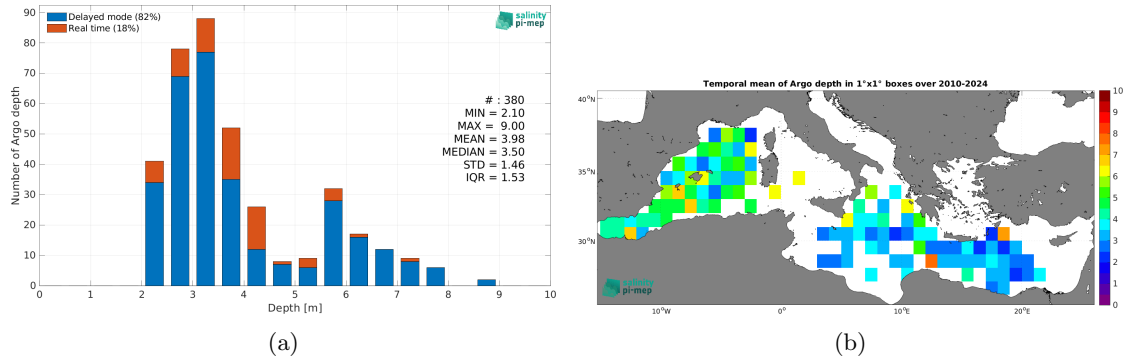 Delayed mode (82%)
Real time (18%)
salinity
pi-mep
90
80
70
60
50
40
30
20
10
0
Number of Argo depth
# : 380
MIN = 2.10
MAX = 9.00
MEAN = 3.98
MEDIAN = 3.50
STD = 1.46
IQR = 1.53
0 1 2 3 4 5 6 7 8 9 10
Depth [m]
(a)
Temporal mean of Argo depth in 1°x1° boxes over 2010-2024
40°N
35°N
30°N
10°W 0° 10°E 20°E
salinity
pi-mep
10
9
8
7
6
5
4
3
2
1
0
(b)